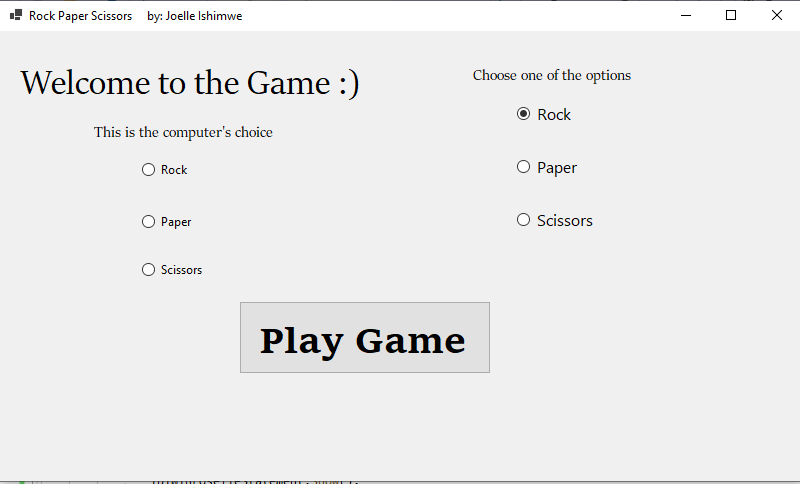 Rock Paper Scissors by: Joelle Ishimwe
Welcome to the Game :)
This is the computer's choice
Rock
Paper
Scissors
Choose one of the options
Rock
Paper
Scissors
Play Game